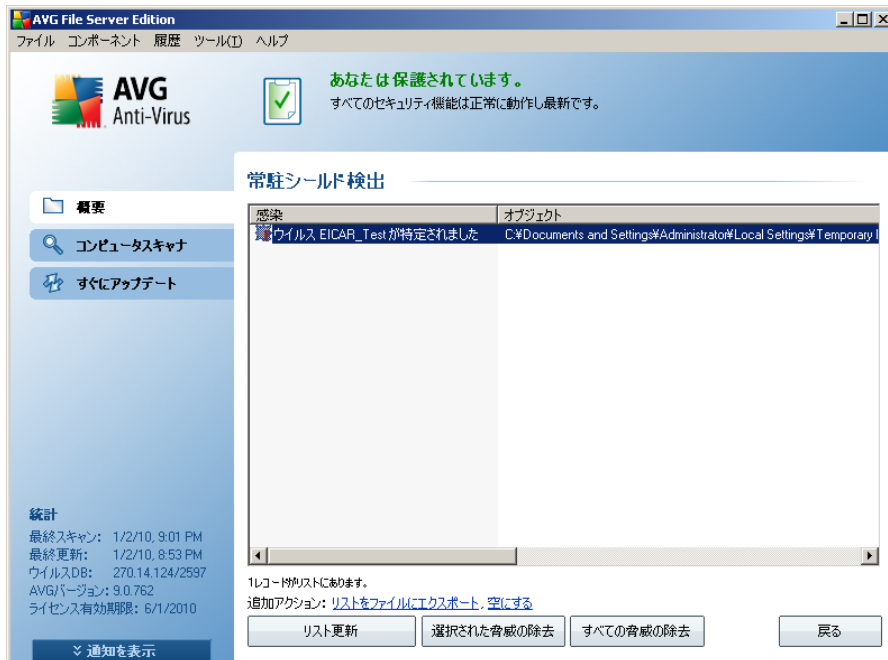 AVG File Server Edition
ファイル コンポーネント 履歴 ツール(T) ヘルプ
AVG
Anti-Virus
あなたは保護されています。
すべてのセキュリティ機能は正常に動作し最新です。
概要
コンピュータスキャナ
すぐにアップデート
常駐シールド検出
感染 オブジェクト
ウイルス EICAR_Test が特定されました C:¥Documents and Settings¥Administrator¥Local Settings¥Temporary I
1レコードがリストにあります。
追加アクション: リストをファイルにエクスポート, 空にする
リスト更新 選択された脅威の除去 すべての脅威の除去 戻る
統計
最終スキャン: 1/2/10, 9:01 PM
最終更新: 1/2/10, 8:53 PM
ウイルスDB: 270.14.124/2597
AVGバージョン: 9.0.762
ライセンス有効期限: 6/1/2010
通知を表示